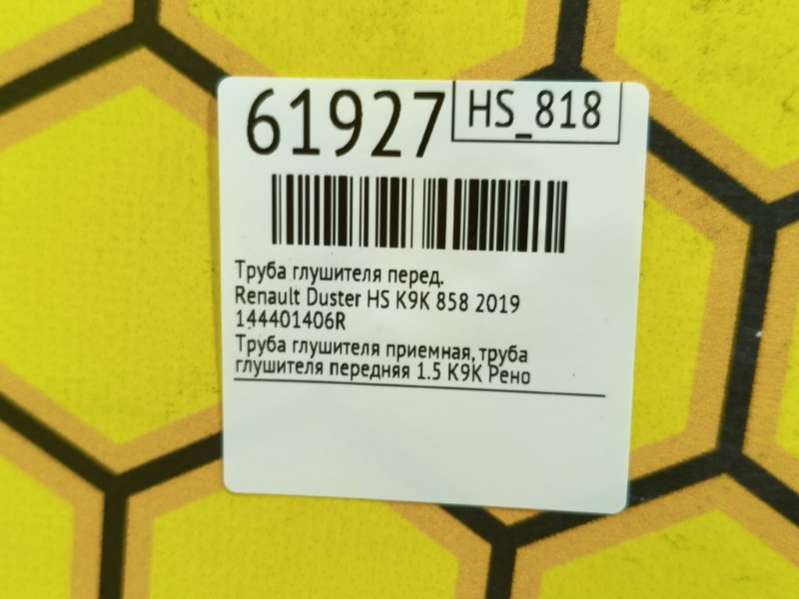 61927
HS_818
Труба глушителя перед.
Renault Duster HS K9K 858 2019
144401406R
Труба глушителя приемная, труба
глушителя передняя 1.5 K9K Рено